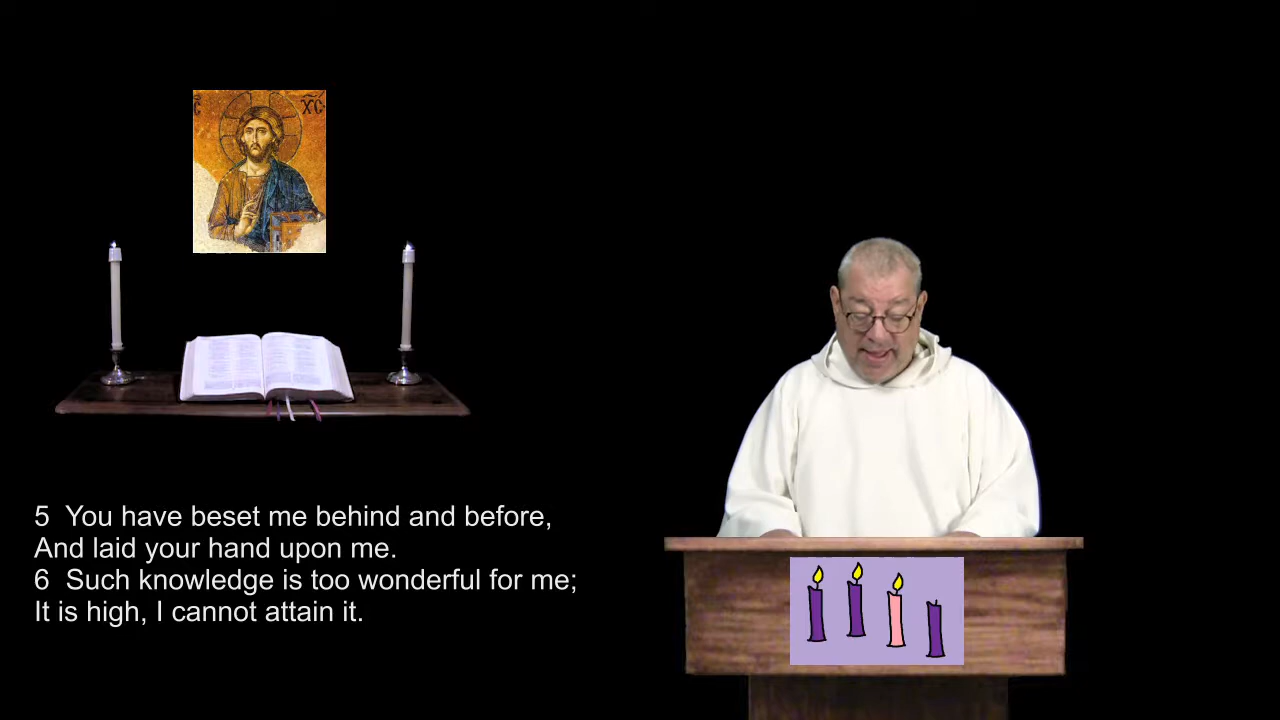 XC
5 You have beset me behind and before,
And laid your hand upon me.
6 Such knowledge is too wonderful for me;
It is high, I cannot attain it.